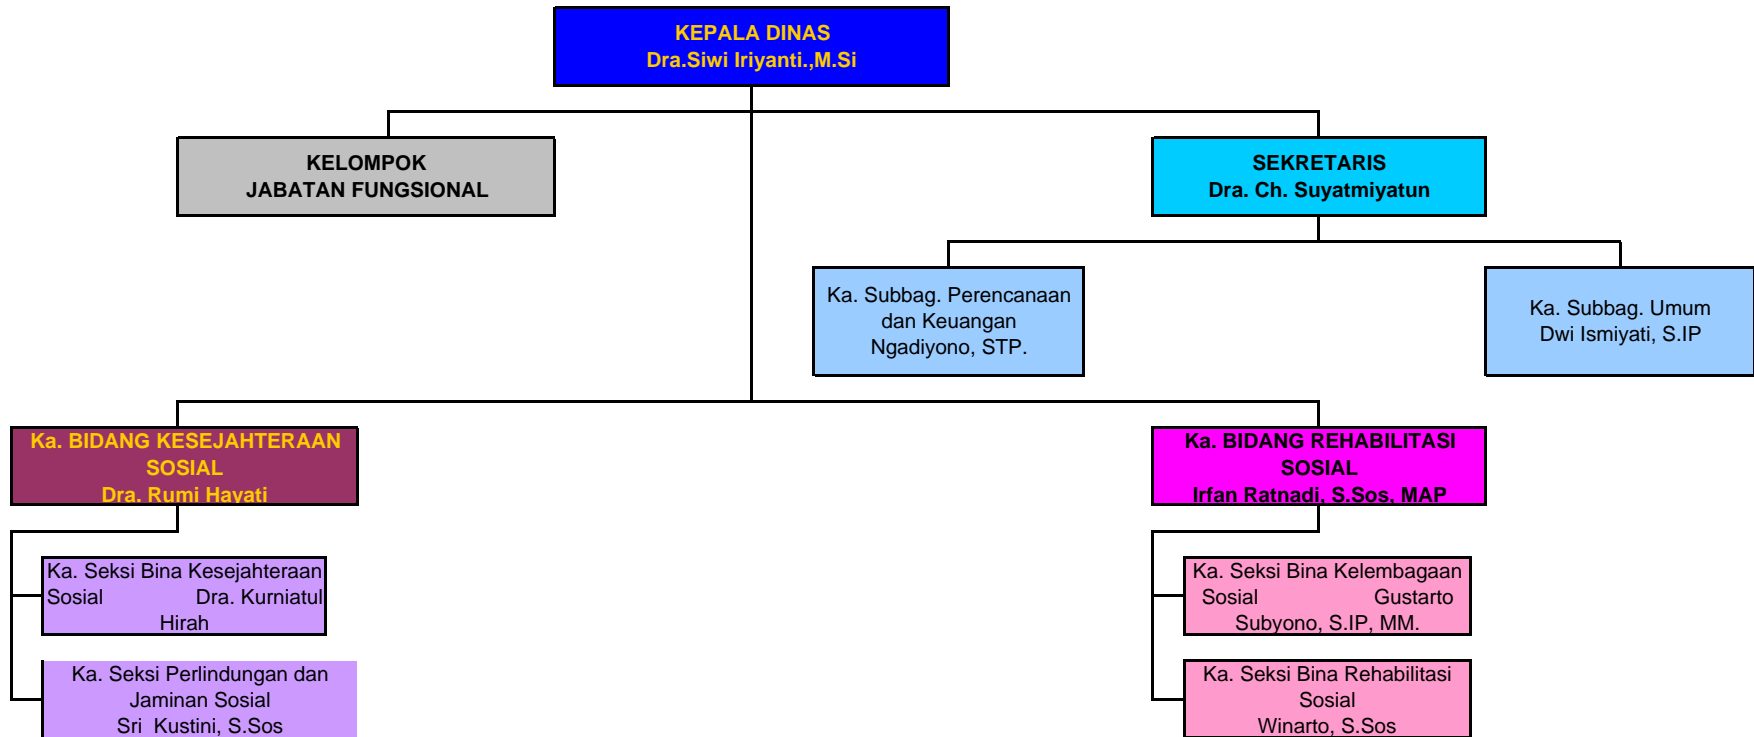 KEPALA DINAS
Dra.Siwi Iriyanti.,M.Si
KELOMPOK
JABATAN FUNGSIONAL
SEKRETARIS
Dra. Ch. Suyatmiyatun
Ka. Subbag. Perencanaan
dan Keuangan
Ngadiyono, STP.
Ka. Subbag. Umum
Dwi Ismiyati, S.IP
Ka. BIDANG KESEJAHTERAAN
SOSIAL
Dra. Rumi Hayati
Ka. BIDANG REHABILITASI
SOSIAL
Irfan Ratnadi, S.Sos, MAP
Ka. Seksi Bina Kesejahteraan
Sosial Dra. Kurniatul
Hirah
Ka. Seksi Perlindungan dan
Jaminan Sosial
Sri Kustini, S.Sos
Ka. Seksi Bina Kelembagaan
Sosial Gustarto
Subyono, S.IP, MM.
Ka. Seksi Bina Rehabilitasi
Sosial
Winarto, S.Sos